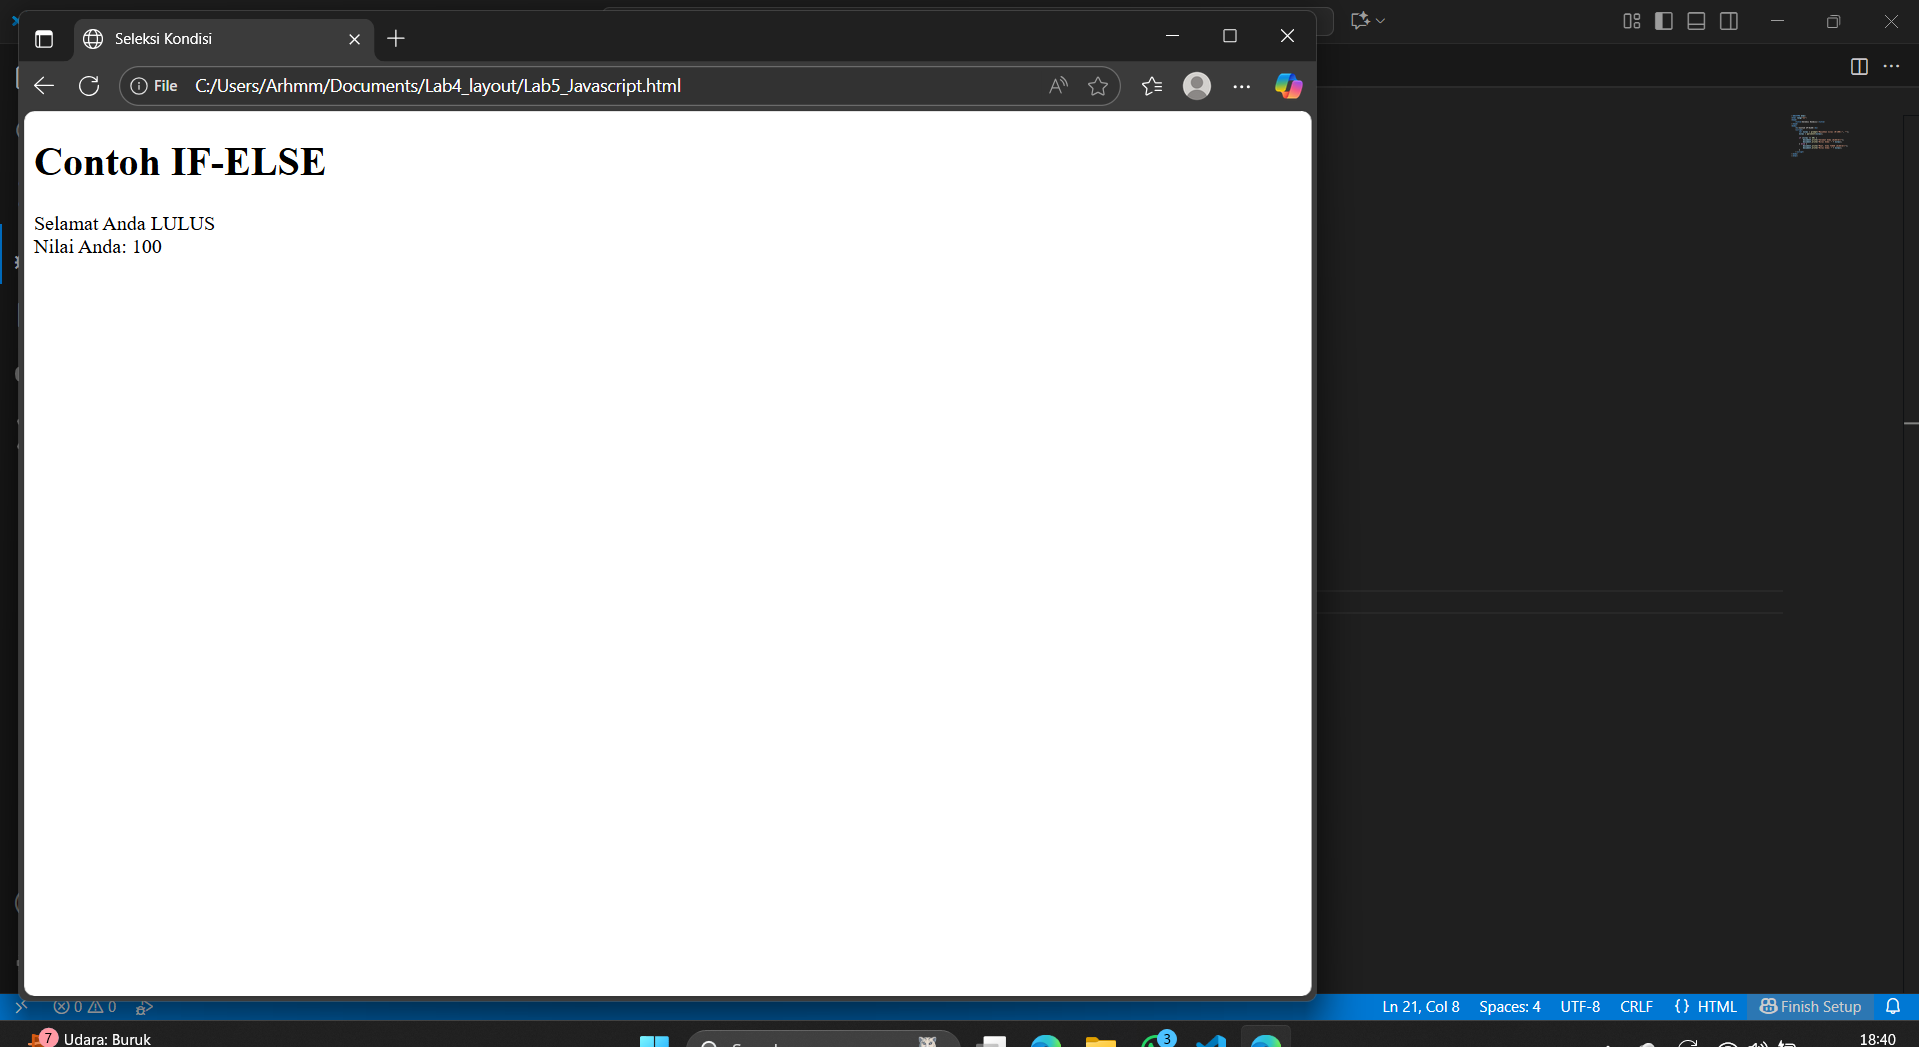 Seleksi Kondisi
File
C:/Users/Arhmm/Documents/Lab4_layout/Lab5_Javascript.html
Contoh IF-ELSE
Selamat Anda LULUS
Nilai Anda: 100
0 0
Ln 21, Col 8
Spaces: 4
UTF-8
CRLF
{} HTML
Finish Setup
7
Udara: Buruk
3
18:40